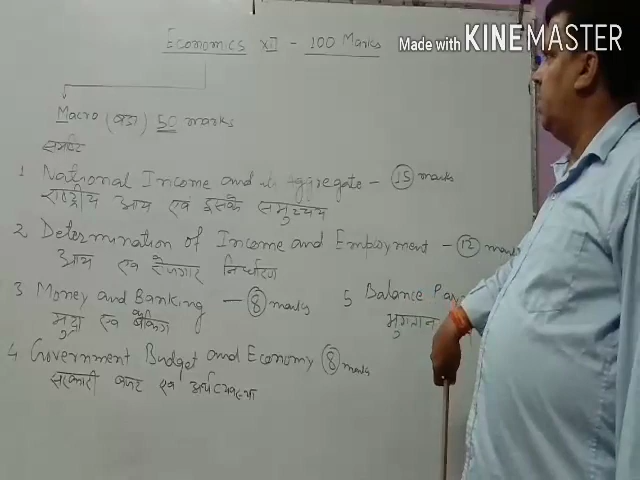 Made with KINEMASTER
Economics XII - 100 Marks
Macro (बड़ा) 50 marks
समष्टि
1 National Income and its Aggregate - 15 marks
राष्ट्रीय आय एवं इसके समुच्चय
2 Determination of Income and Employment - 12 marks
आय एवं रोजगार निर्धारण
3 Money and Banking - 8 marks
मुद्रा एवं बैंकिंग
5 Balance Pay
भुगतान
4 Government Budget and Economy 8 marks
सरकारी बजट एवं अर्थव्यवस्था